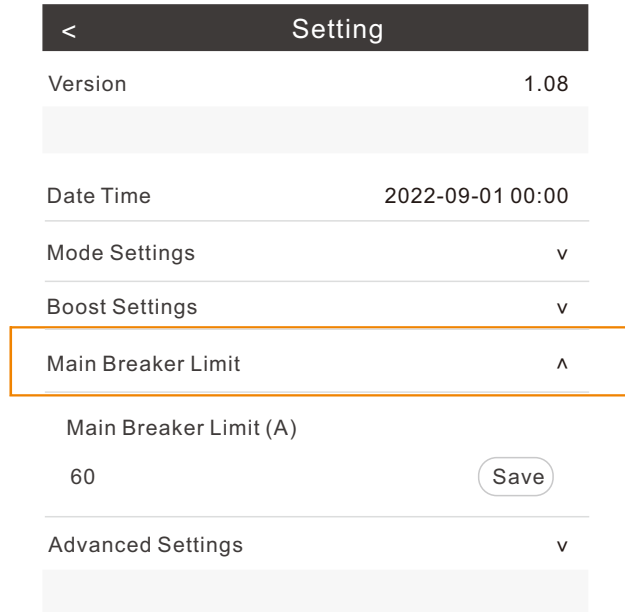 < Setting
Version 1.08
Date Time 2022-09-01 00:00
Mode Settings v
Boost Settings v
Main Breaker Limit ʌ
Main Breaker Limit (A)
60 Save
Advanced Settings v